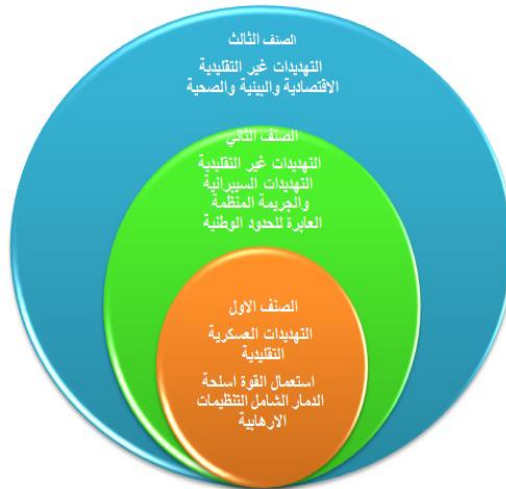 الصنف الثالث
التهديدات غير التقليدية
الاقتصادية والبيئية والصحية
الصنف الثاني
التهديدات غير التقليدية
التهديدات السيبرانية
والجريمة المنظمة
العابرة للحدود الوطنية
الصنف الاول
التهديدات العسكرية
التقليدية
استعمال القوة اسلحة
الدمار الشامل التنظيمات
الارهابية